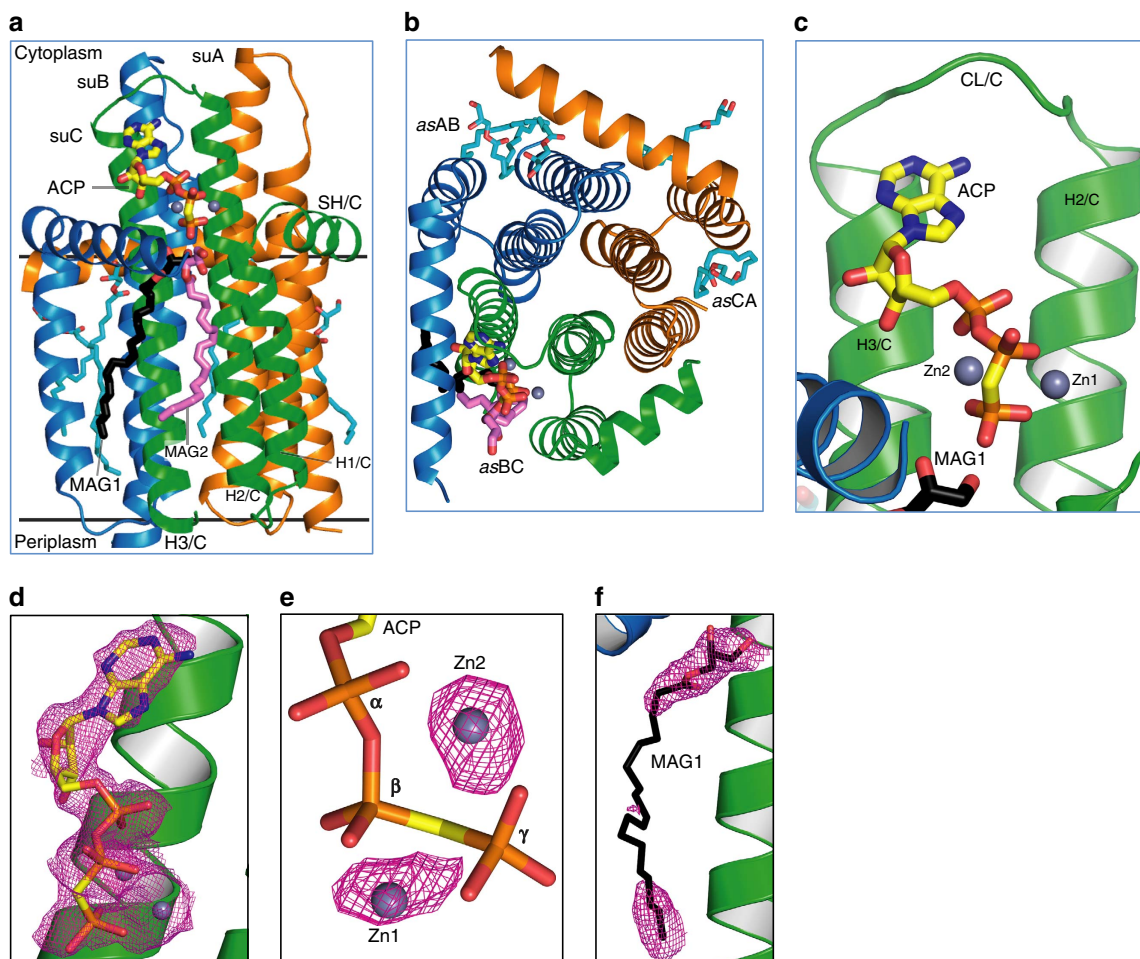 a
Cytoplasm
suA
suB
suC
ACP
SH/C
MAG2
MAG1
H1/C
H2/C
Periplasm
H3/C
b
asAB
asCA
asBC
c
CL/C
ACP
H2/C
H3/C
Zn2
Zn1
MAG1
d
e
ACP
Zn2
α
β
γ
Zn1
f
MAG1